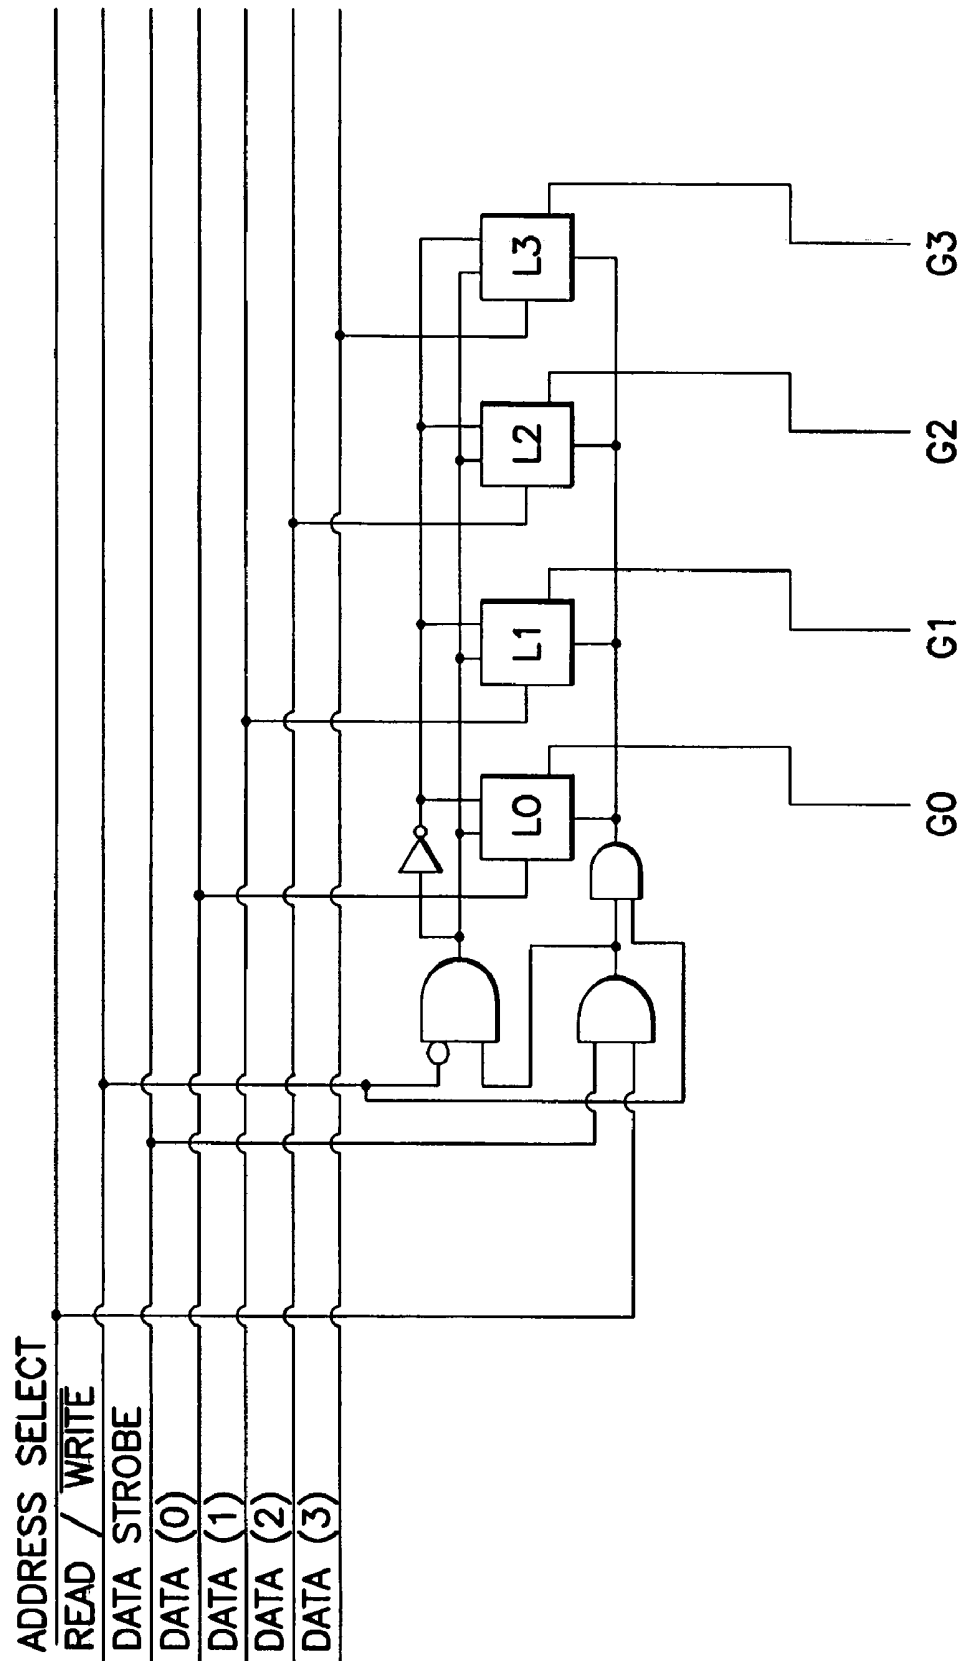 ADDRESS SELECT
READ / WRITE
DATA STROBE
DATA (0)
DATA (1)
DATA (2)
DATA (3)
L0
L1
L2
L3
G0
G1
G2
G3